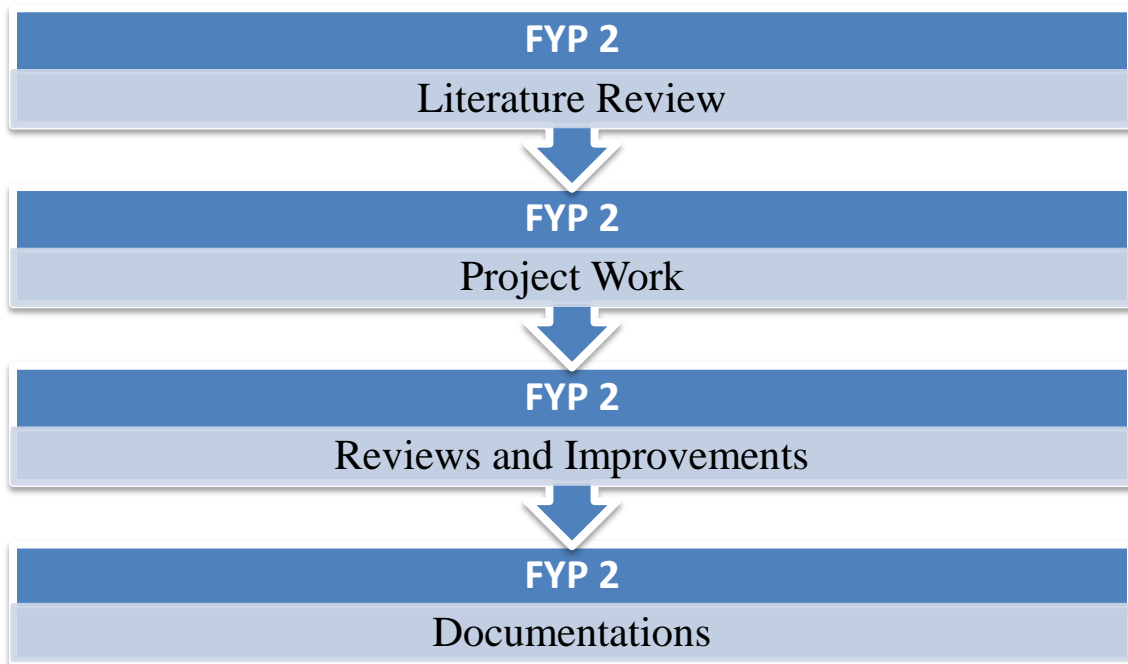 FYP 2
Literature Review
FYP 2
Project Work
FYP 2
Reviews and Improvements
FYP 2
Documentations